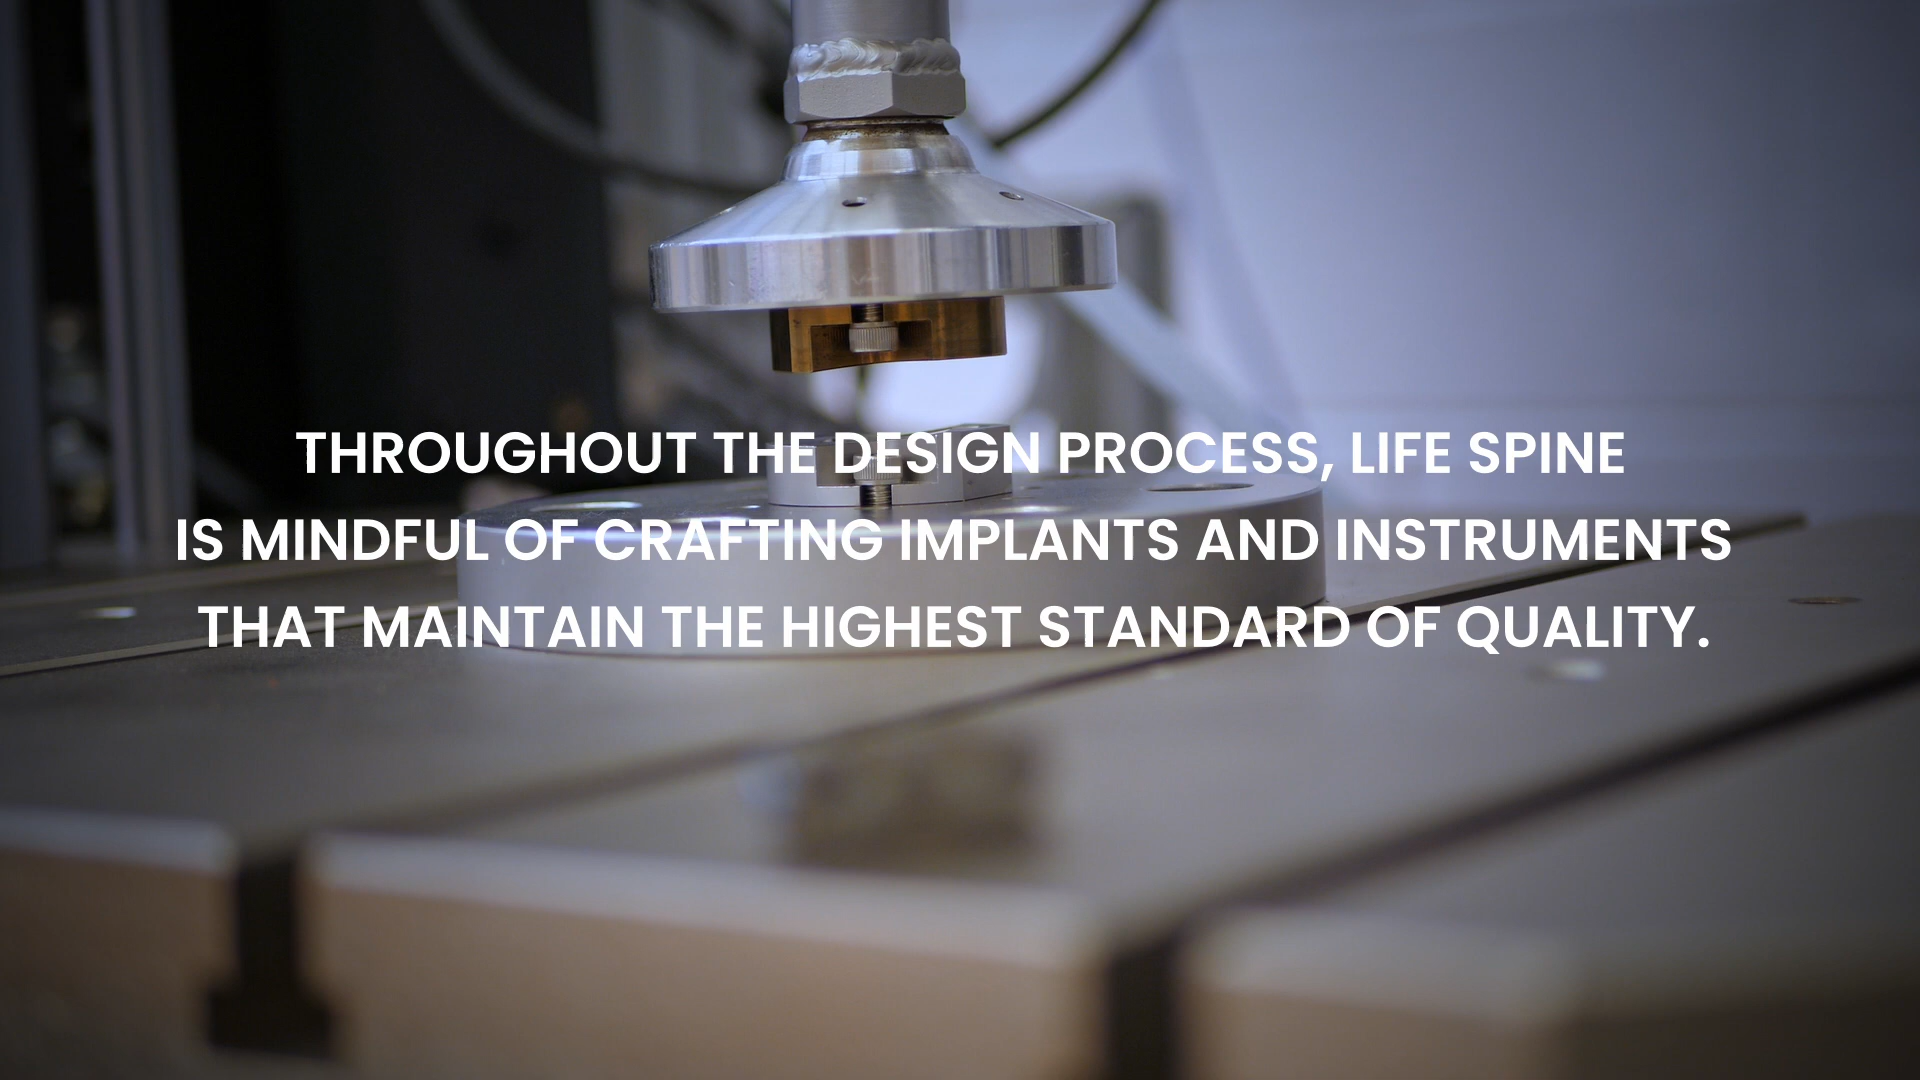 THROUGHOUT THE DESIGN PROCESS, LIFE SPINE
IS MINDFUL OF CRAFTING IMPLANTS AND INSTRUMENTS
THAT MAINTAIN THE HIGHEST STANDARD OF QUALITY.